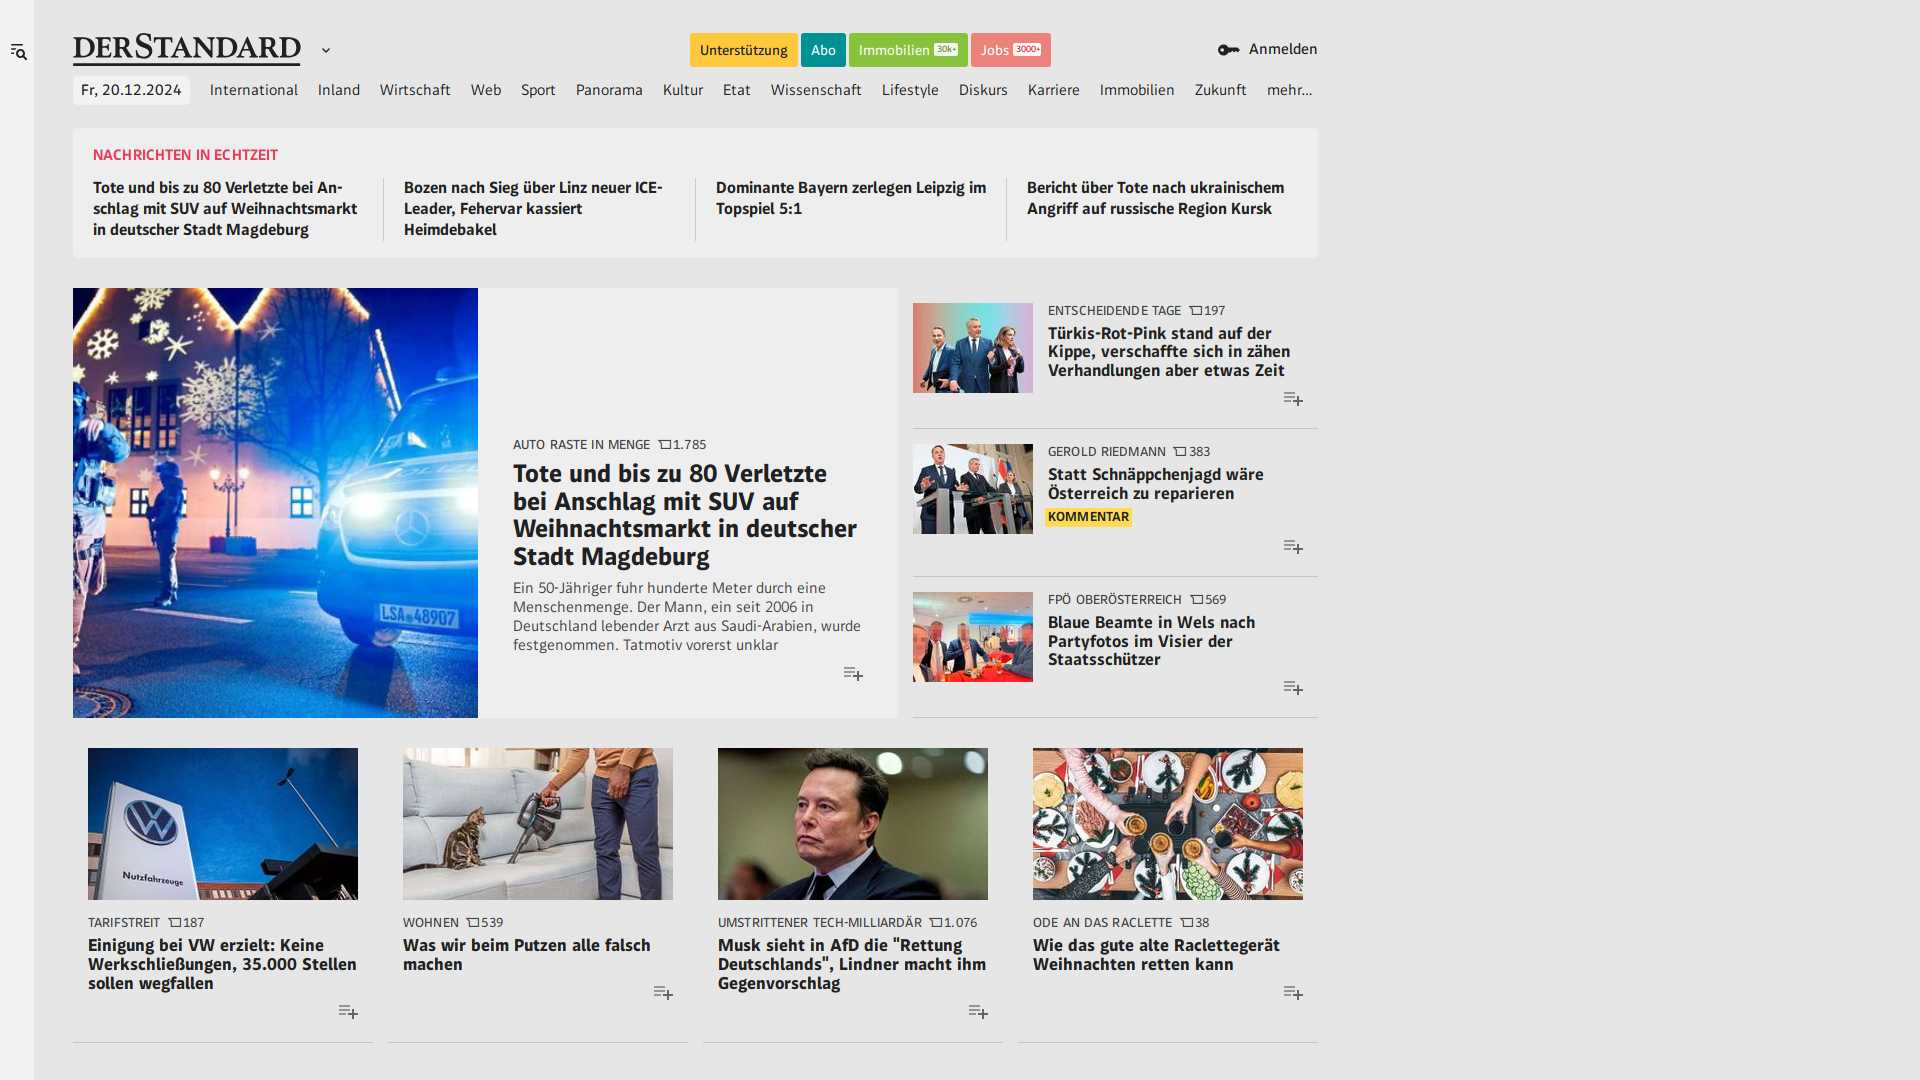 DERSTANDARD
Unterstützung
Abo
Immobilien 30k+
Jobs 3000+
Anmelden
Fr, 20.12.2024
International
Inland
Wirtschaft
Web
Sport
Panorama
Kultur
Etat
Wissenschaft
Lifestyle
Diskurs
Karriere
Immobilien
Zukunft
mehr…
NACHRICHTEN IN ECHTZEIT
Tote und bis zu 80 Verletzte bei An-
schlag mit SUV auf Weihnachtsmarkt
in deutscher Stadt Magdeburg
Bozen nach Sieg über Linz neuer ICE-
Leader, Fehervar kassiert
Heimdebakel
Dominante Bayern zerlegen Leipzig im
Topspiel 5:1
Bericht über Tote nach ukrainischem
Angriff auf russische Region Kursk
LSA 48907
AUTO RASTE IN MENGE 1.785
Tote und bis zu 80 Verletzte
bei Anschlag mit SUV auf
Weihnachtsmarkt in deutscher
Stadt Magdeburg
Ein 50-Jähriger fuhr hunderte Meter durch eine
Menschenmenge. Der Mann, ein seit 2006 in
Deutschland lebender Arzt aus Saudi-Arabien, wurde
festgenommen. Tatmotiv vorerst unklar
ENTSCHEIDENDE TAGE 197
Türkis-Rot-Pink stand auf der
Kippe, verschaffte sich in zähen
Verhandlungen aber etwas Zeit
GEROLD RIEDMANN 383
Statt Schnäppchenjagd wäre
Österreich zu reparieren
KOMMENTAR
FPÖ OBERÖSTERREICH 569
Blaue Beamte in Wels nach
Partyfotos im Visier der
Staatsschützer
Nutzfahrzeuge
TARIFSTREIT 187
Einigung bei VW erzielt: Keine
Werkschließungen, 35.000 Stellen
sollen wegfallen
WOHNEN 539
Was wir beim Putzen alle falsch
machen
UMSTRITTENER TECH-MILLIARDÄR 1.076
Musk sieht in AfD die "Rettung
Deutschlands", Lindner macht ihm
Gegenvorschlag
ODE AN DAS RACLETTE 38
Wie das gute alte Raclettegerät
Weihnachten retten kann